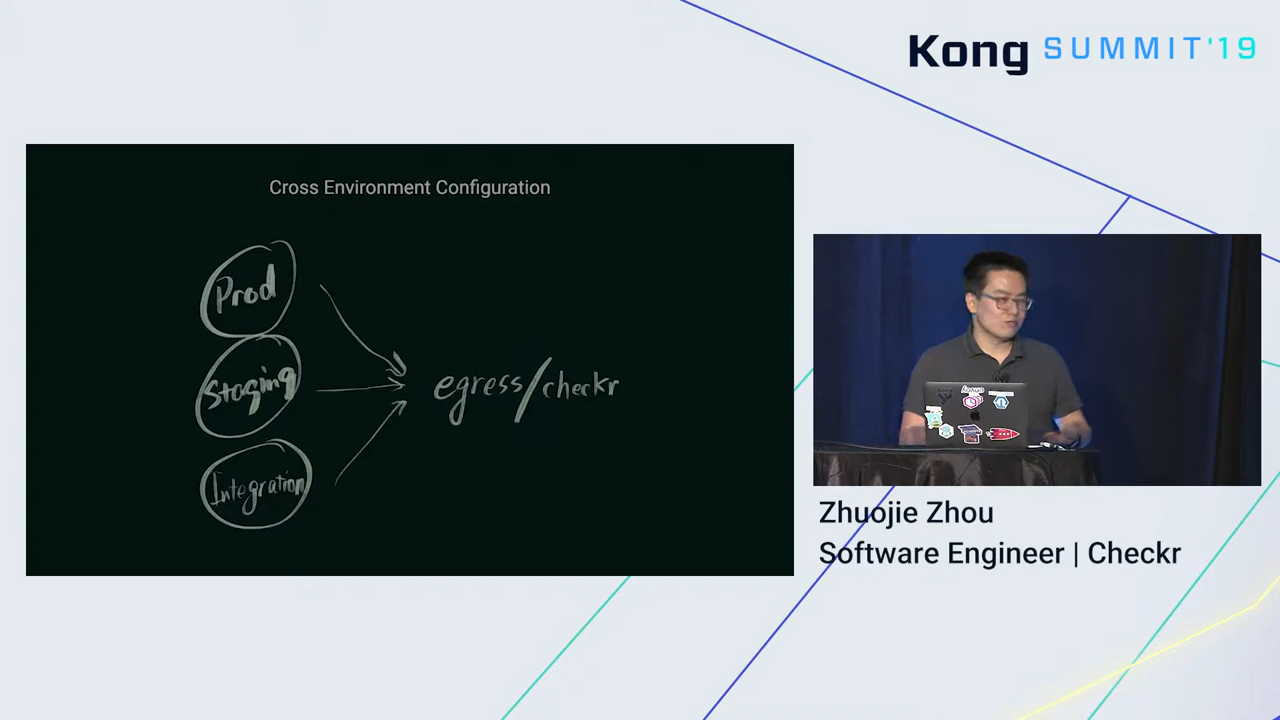 Kong SUMMIT'19
Cross Environment Configuration
Prod
Staging
Integration
egress/checkr
Zhuojie Zhou
Software Engineer | Checkr